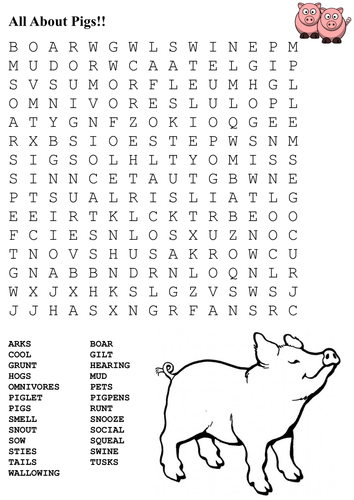 All About Pigs!!
B O A R W G W L S W I N E P M
M U D O R W C A A T E L G I P
S V S U M O R F L E U M H G L
O M N I V O R E S L U L O P L
A T Y G N F Z O K I O Q G E E
R X B S I O E S T E P W S N M
S I G S O L H L T Y O M I S S
S I N N C E T A U T G B W N E
P T S U A L R I S L I A T L G
E E I R T K L C K T R B E O O
F C I E S N L O S X U Z N O C
T N O V S H U S A K R O W C U
G N A B B N D R N L O Q N L R
W X J X H K S L G Z V S W S J
J J H A S X N G R F A N S R C
ARKS BOAR
COOL GILT
GRUNT HEARING
HOGS MUD
OMNIVORES PETS
PIGLET PIGPENS
PIGS RUNT
SMELL SNOOZE
SNOUT SOCIAL
SOW SQUEAL
STIES SWINE
TAILS TUSKS
WALLOWING